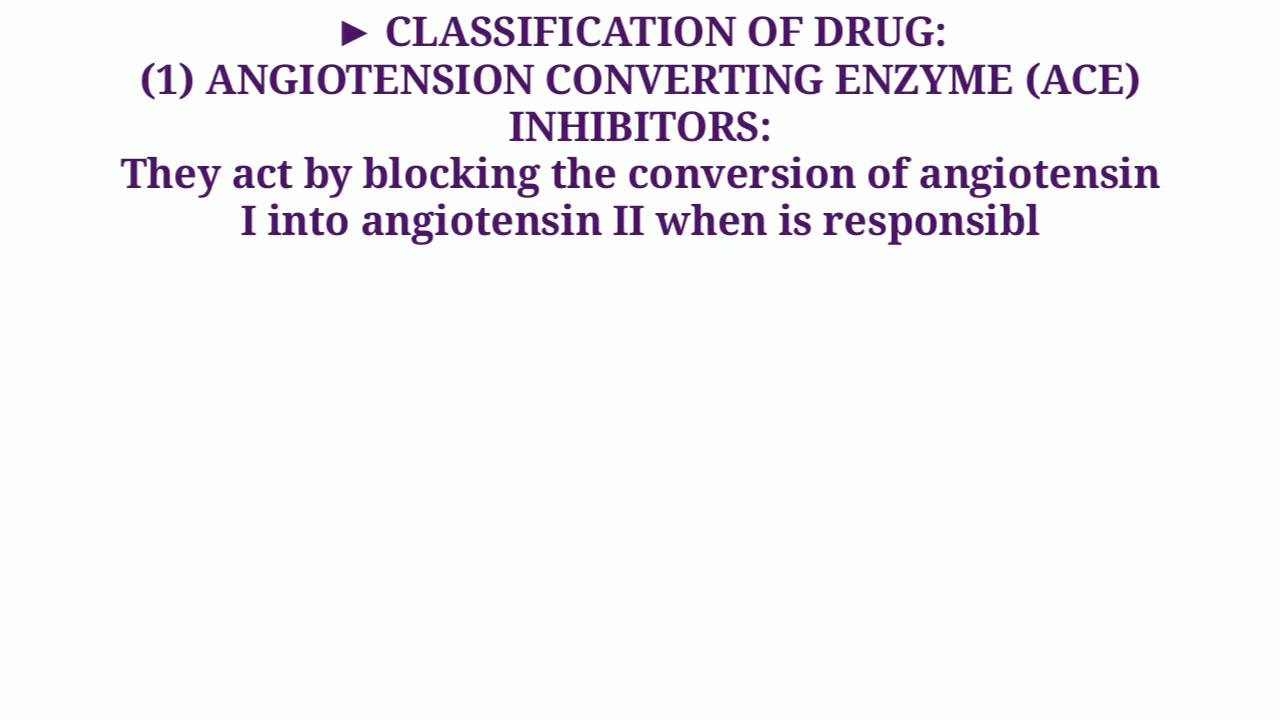 ► CLASSIFICATION OF DRUG:
(1) ANGIOTENSION CONVERTING ENZYME (ACE)
INHIBITORS:
They act by blocking the conversion of angiotensin
I into angiotensin II when is responsibl